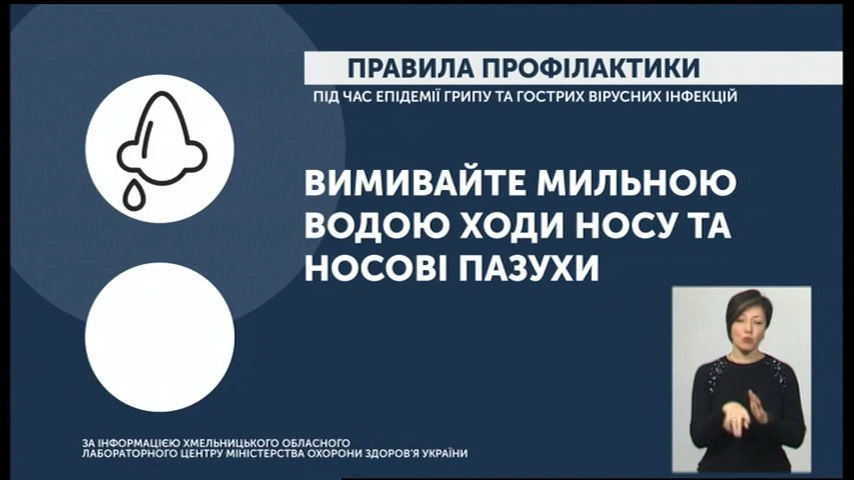 ПРАВИЛА ПРОФІЛАКТИКИ
ПІД ЧАС ЕПІДЕМІЇ ГРИПУ ТА ГОСТРИХ ВІРУСНИХ ІНФЕКЦІЙ
ВИМИВАЙТЕ МИЛЬНОЮ
ВОДОЮ ХОДИ НОСУ ТА
НОСОВІ ПАЗУХИ
ЗА ІНФОРМАЦІЄЮ ХМЕЛЬНИЦЬКОГО ОБЛАСНОГО
ЛАБОРАТОРНОГО ЦЕНТРУ МІНІСТЕРСТВА ОХОРОНИ ЗДОРОВ'Я УКРАЇНИ